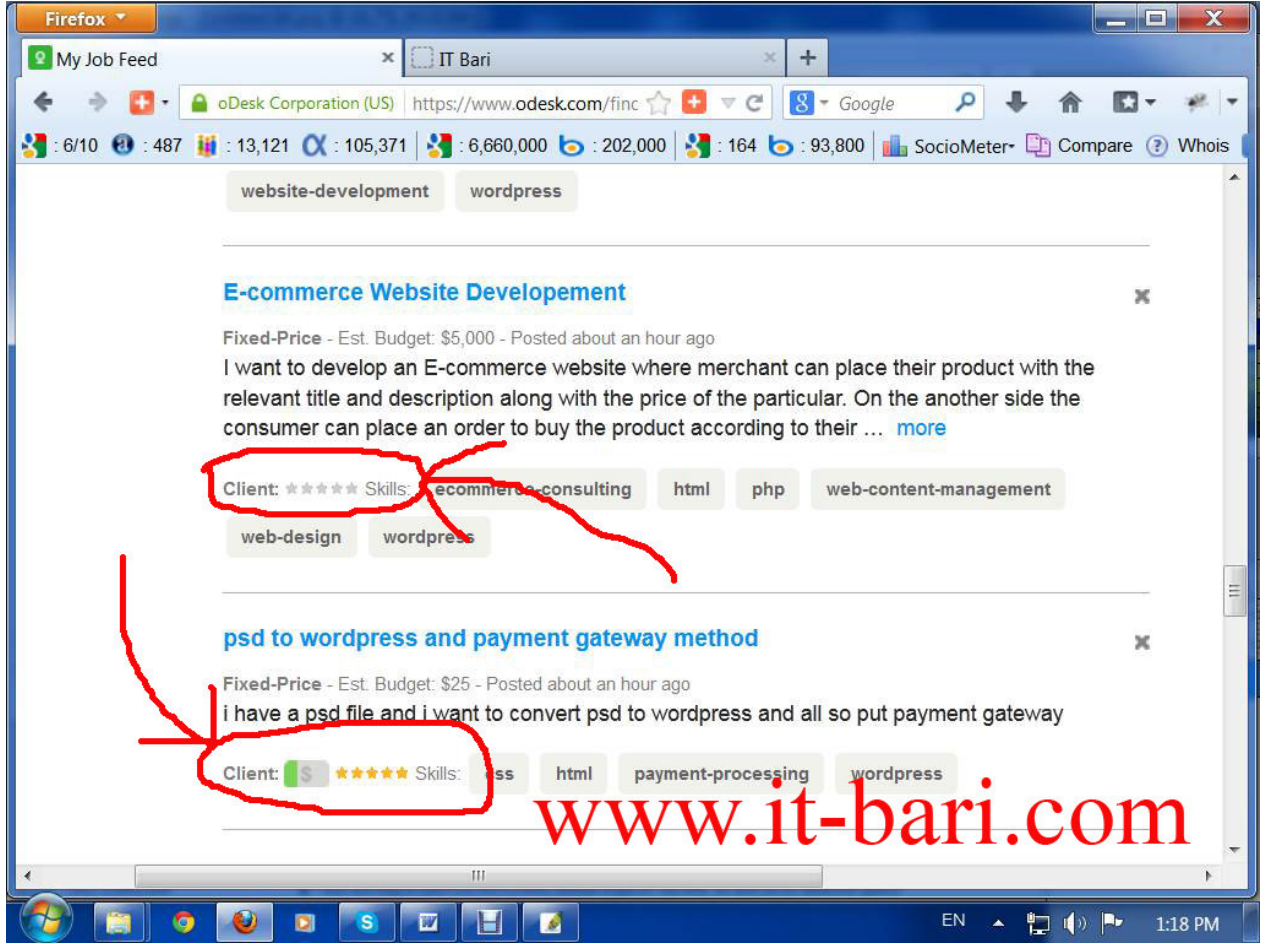 Firefox
My Job Feed
IT Bari
oDesk Corporation (US) https://www.odesk.com/finc Google
: 6/10 : 487 : 13,121 : 105,371 : 6,660,000 : 202,000 : 164 : 93,800 SocioMeter Compare Whois
website-development wordpress
E-commerce Website Developement
Fixed-Price - Est. Budget: $5,000 - Posted about an hour ago
I want to develop an E-commerce website where merchant can place their product with the
relevant title and description along with the price of the particular. On the another side the
consumer can place an order to buy the product according to their … more
Client: Skills: ecommerce-consulting html php web-content-management
web-design wordpress
psd to wordpress and payment gateway method
Fixed-Price - Est. Budget: $25 - Posted about an hour ago
i have a psd file and i want to convert psd to wordpress and all so put payment gateway
Client: $ Skills: css html payment-processing wordpress
www.it-bari.com
EN 1:18 PM